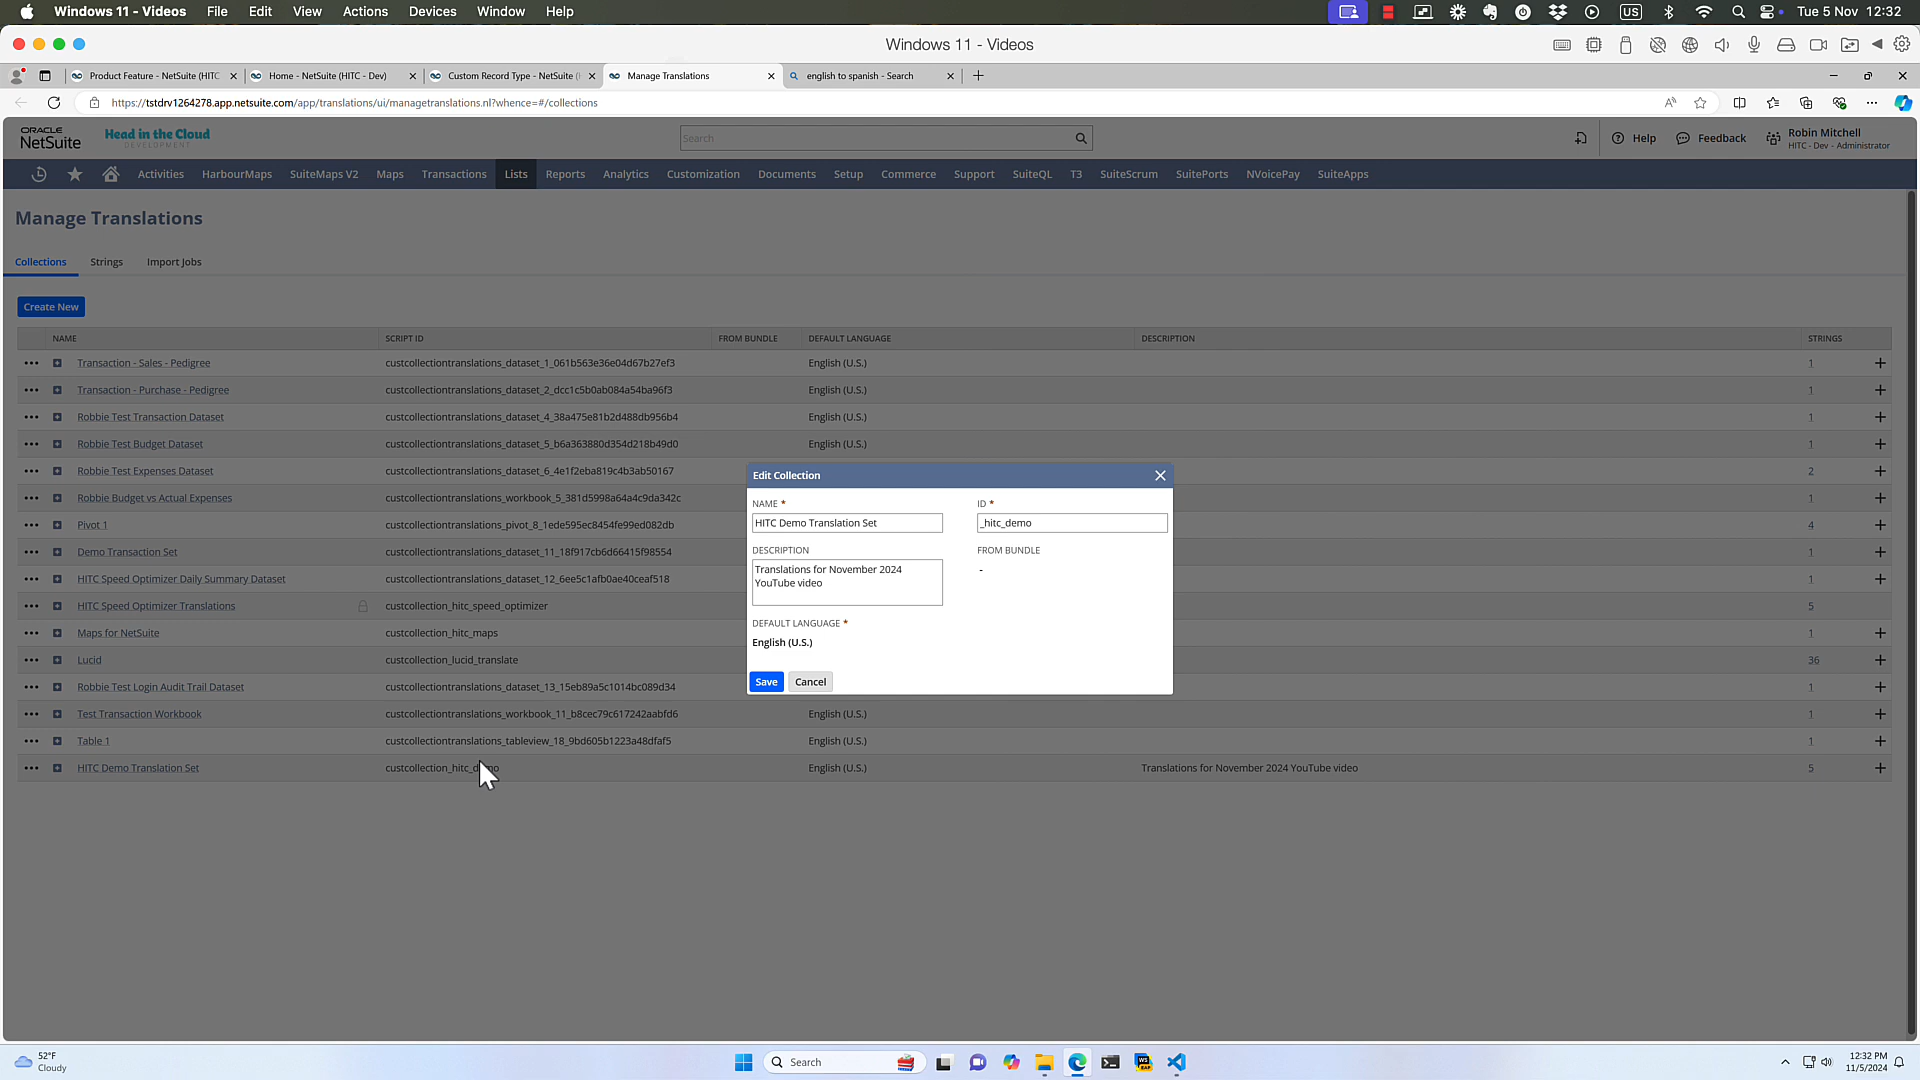 Windows 11 - Videos File Edit View Actions Devices Window Help US Tue 5 Nov 12:32
Windows 11 - Videos
Product Feature - NetSuite (HITC Home - NetSuite (HITC - Dev) Custom Record Type - NetSuite ( Manage Translations english to spanish - Search
https://tstdrv1264278.app.netsuite.com/app/translations/ui/managetranslations.nl?whence=#/collections
ORACLE NetSuite Head in the Cloud DEVELOPMENT Search Help Feedback Robin Mitchell
HITC - Dev - Administrator
Activities HarbourMaps SuiteMaps V2 Maps Transactions Lists Reports Analytics Customization Documents Setup Commerce Support SuiteQL T3 SuiteScrum SuitePorts NVoicePay SuiteApps
Manage Translations
Collections Strings Import Jobs
Create New
NAME SCRIPT ID FROM BUNDLE DEFAULT LANGUAGE DESCRIPTION STRINGS
Transaction - Sales - Pedigree custcollectiontranslations_dataset_1_061b563e36e04d67b27ef3 English (U.S.) 1
Transaction - Purchase - Pedigree custcollectiontranslations_dataset_2_dcc1c5b0ab084a54ba96f3 English (U.S.) 1
Robbie Test Transaction Dataset custcollectiontranslations_dataset_4_38a475e81b2d488db956b4 English (U.S.) 1
Robbie Test Budget Dataset custcollectiontranslations_dataset_5_b6a363880d354d218b49d0 English (U.S.) 1
Robbie Test Expenses Dataset custcollectiontranslations_dataset_6_4e1f2eba819c4b3ab50167 2
Robbie Budget vs Actual Expenses custcollectiontranslations_workbook_5_381d5998a64a4c9da342c 1
Pivot 1 custcollectiontranslations_pivot_8_1ede595ec8454fe99ed082db 4
Demo Transaction Set custcollectiontranslations_dataset_11_18f917cb6d66415f98554 1
HITC Speed Optimizer Daily Summary Dataset custcollectiontranslations_dataset_12_6ee5c1afb0ae40ceaf518 1
HITC Speed Optimizer Translations custcollection_hitc_speed_optimizer 5
Maps for NetSuite custcollection_hitc_maps 1
Lucid custcollection_lucid_translate 36
Robbie Test Login Audit Trail Dataset custcollectiontranslations_dataset_13_15eb89a5c1014bc089d34 1
Test Transaction Workbook custcollectiontranslations_workbook_11_b8cec79c617242aabfd6 English (U.S.) 1
Table 1 custcollectiontranslations_tableview_18_9bd605b1223a48dfaf5 English (U.S.) 1
HITC Demo Translation Set custcollection_hitc_demo English (U.S.) Translations for November 2024 YouTube video 5
Edit Collection
NAME * ID *
HITC Demo Translation Set _hitc_demo
DESCRIPTION FROM BUNDLE
Translations for November 2024 -
YouTube video
DEFAULT LANGUAGE *
English (U.S.)
Save Cancel
52°F
Cloudy
Search
12:32 PM
11/5/2024